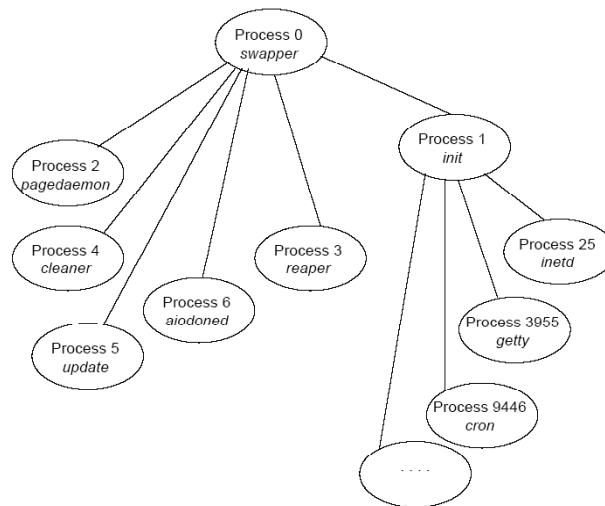 Process 0
swapper
Process 1
init
Process 2
pagedaemon
Process 4
cleaner
Process 3
reaper
Process 25
inetd
Process 6
aiodoned
Process 5
update
Process 3955
getty
Process 9446
cron
. . . .